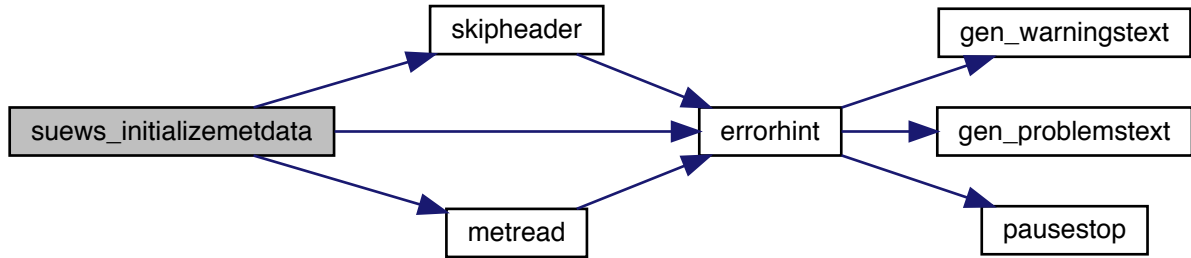 suews_initializemetdata
skipheader
metread
errorhint
gen_warningstext
gen_problemstext
pausestop